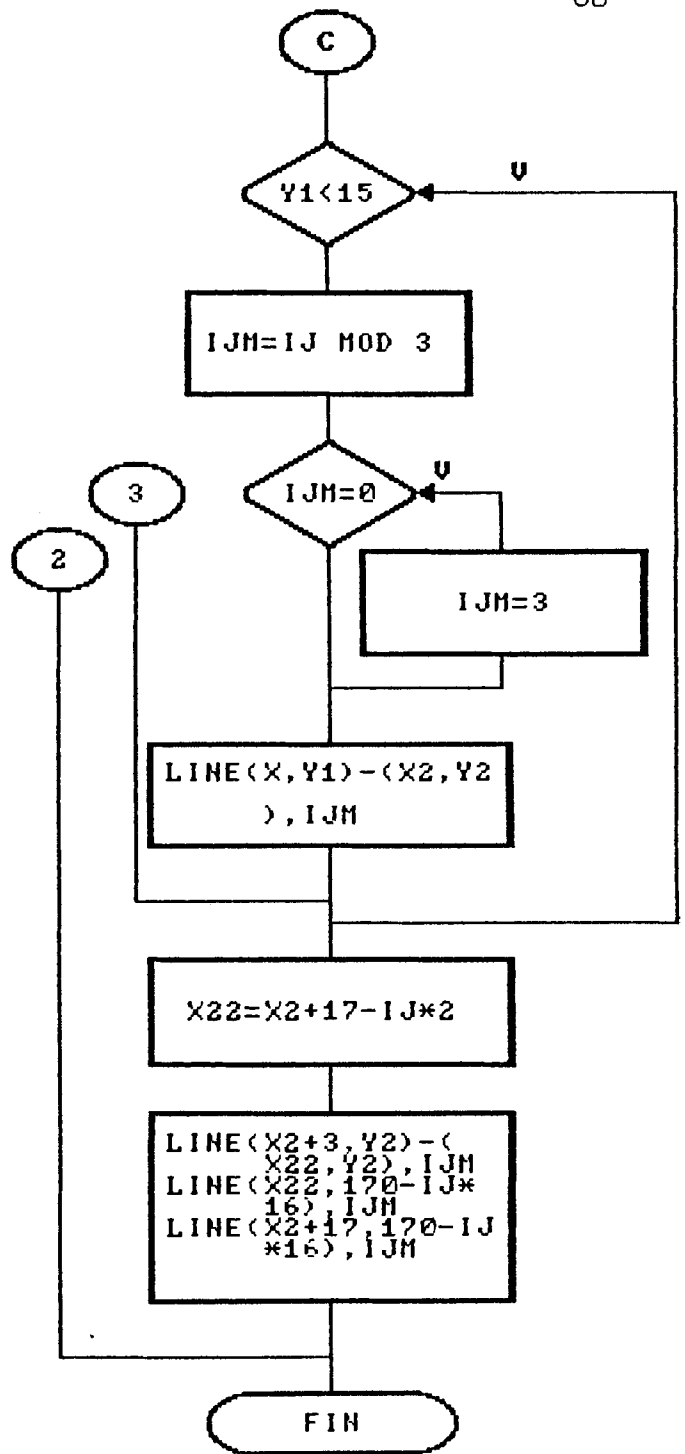 C
Y1<15
V
IJM=IJ MOD 3
3
IJM=0
V
2
IJM=3
LINE(X,Y1)-(X2,Y2
),IJM
X22=X2+17-IJ*2
LINE(X2+3,Y2)-(
X22,Y2),IJM
LINE(X22,170-IJ*
16),IJM
LINE(X2+17,170-IJ
*16),IJM
FIN